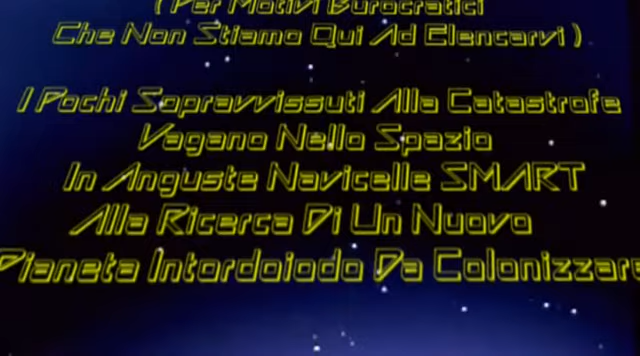 ( Per Motivi Burocratici
Che Non Stiamo Qui Ad Elencarvi )
I Pochi Sopravvissuti Alla Catastrofe
Vagano Nello Spazio
In Anguste Navicelle SMART
Alla Ricerca Di Un Nuovo
Pianeta Intordoiodo Da Colonizzare